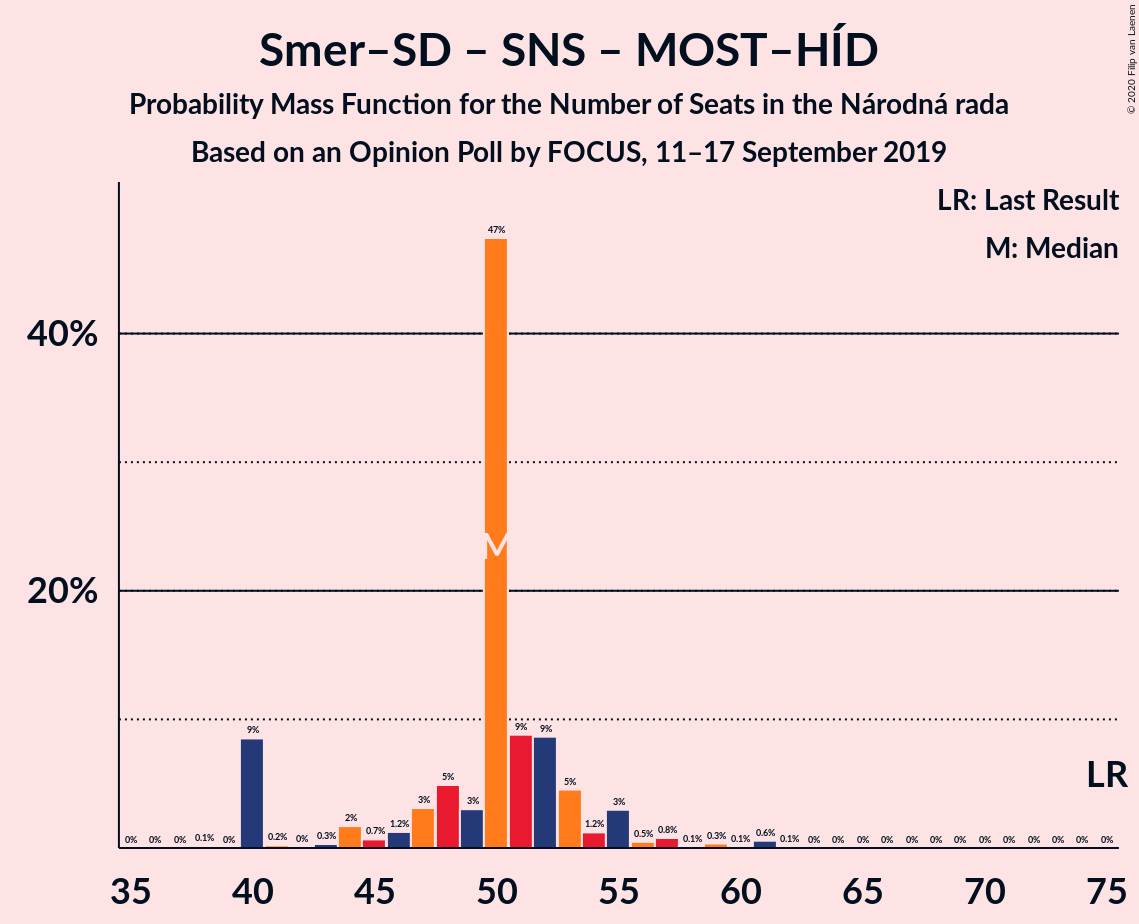 Smer–SD – SNS – MOST–HÍD
Probability Mass Function for the Number of Seats in the Národná rada
Based on an Opinion Poll by FOCUS, 11–17 September 2019
© 2020 Filip van Laenen
LR: Last Result
M: Median
47%
40%
M
20%
9% 9% 9%
LR
5% 5%
3% 3% 3%
2%
0% 0% 0% 0.1% 0% 0.2% 0% 0.3% 0.7% 1.2% 1.2% 0.5% 0.8% 0.1% 0.3% 0.1% 0.6% 0.1% 0% 0% 0% 0% 0% 0% 0% 0% 0% 0% 0% 0% 0%
35 40 45 50 55 60 65 70 75